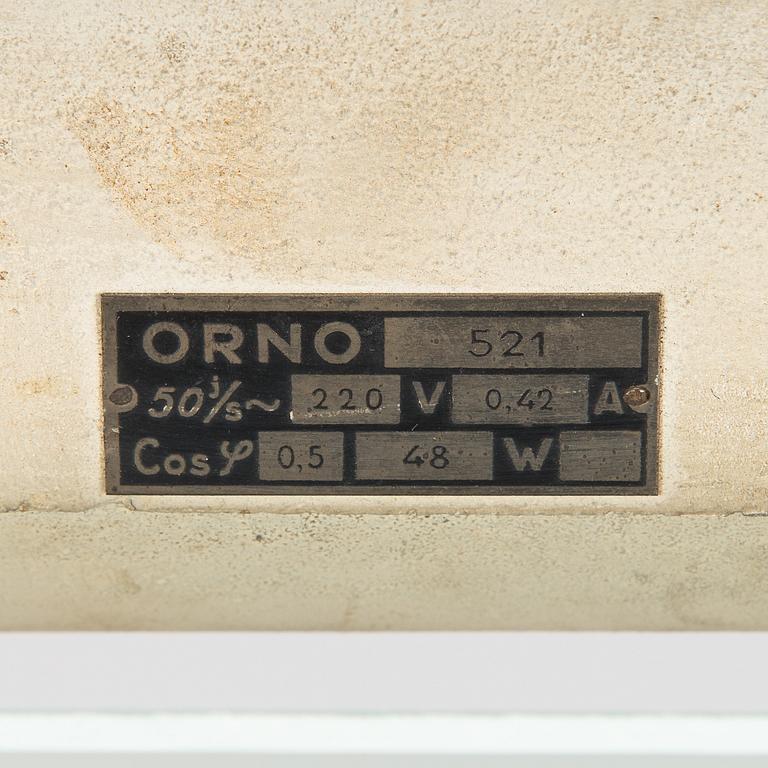 ORNO 521
50 j/s ~ 220 V 0,42 A
Cos φ 0,5 48 W